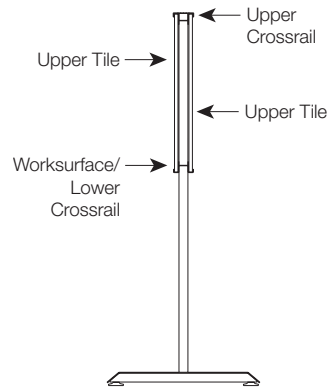 Upper
Crossrail
Upper Tile
Upper Tile
Worksurface/
Lower
Crossrail